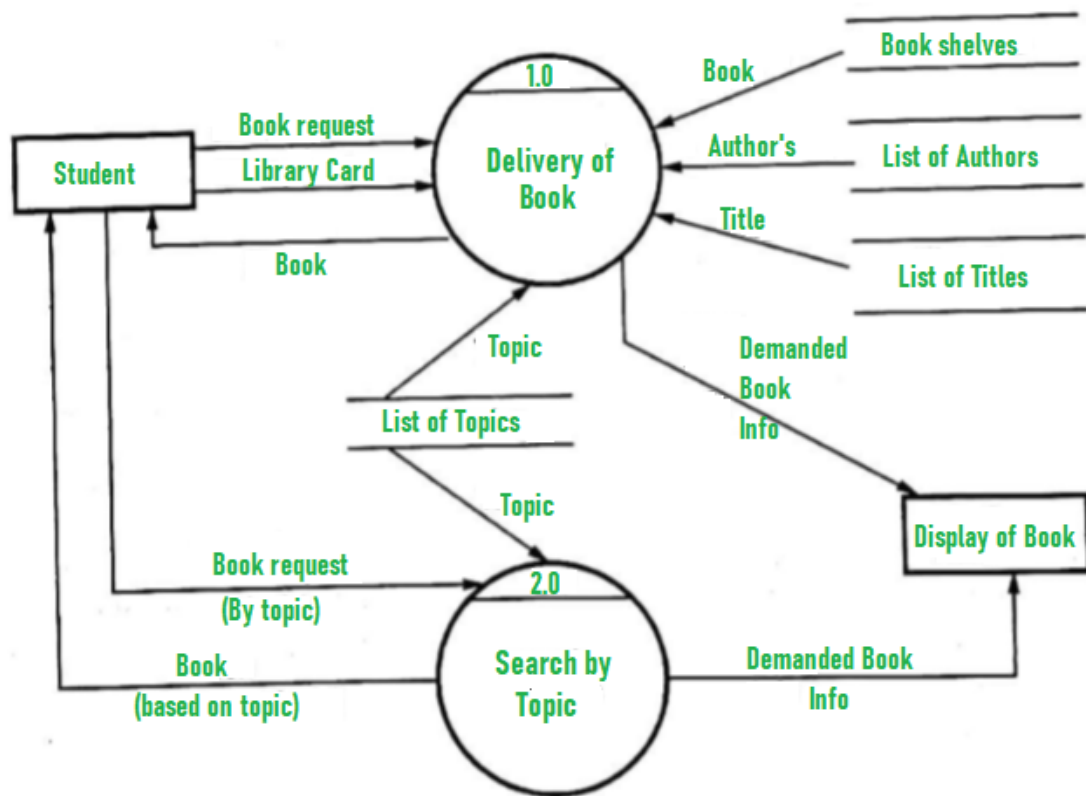 1.0
Delivery of
Book
Book shelves
Book
Book request
Library Card
Student
Author's
List of Authors
Title
List of Titles
Book
Topic
Demanded
Book
Info
List of Topics
Topic
Display of Book
Book request
(By topic)
2.0
Search by
Topic
Book
(based on topic)
Demanded Book
Info